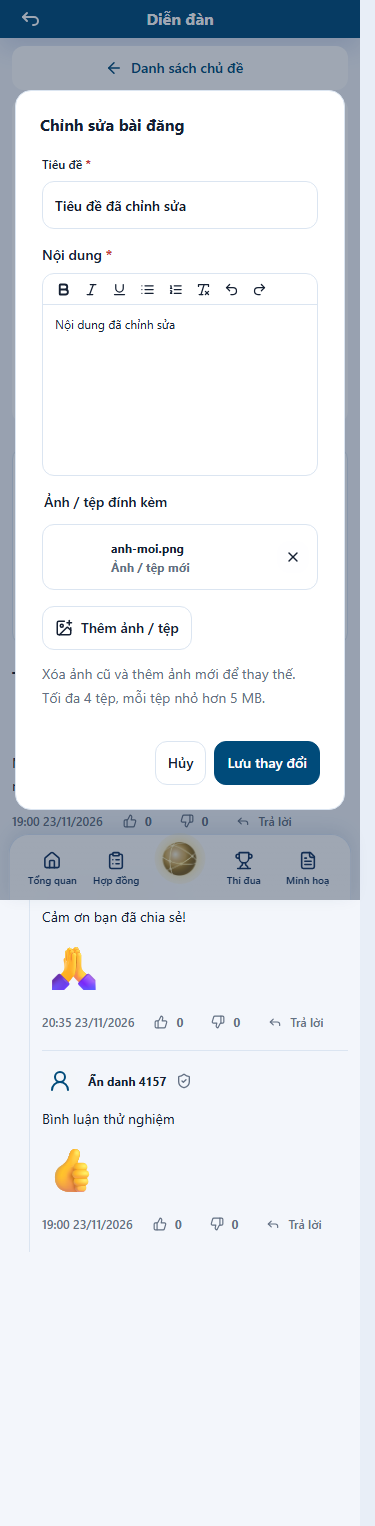 Diễn đàn
Danh sách chủ đề
Chỉnh sửa bài đăng
Tiêu đề *
Tiêu đề đã chỉnh sửa
Nội dung *
Nội dung đã chỉnh sửa
Ảnh / tệp đính kèm
anh-moi.png
Ảnh / tệp mới
Thêm ảnh / tệp
Xóa ảnh cũ và thêm ảnh mới để thay thế.
Tối đa 4 tệp, mỗi tệp nhỏ hơn 5 MB.
Hủy
Lưu thay đổi
19:00 23/11/2026 0 0 Trả lời
Tổng quan Hợp đồng Thi đua Minh hoạ
Cảm ơn bạn đã chia sẻ!
20:35 23/11/2026 0 0 Trả lời
Ẩn danh 4157
Bình luận thử nghiệm
19:00 23/11/2026 0 0 Trả lời